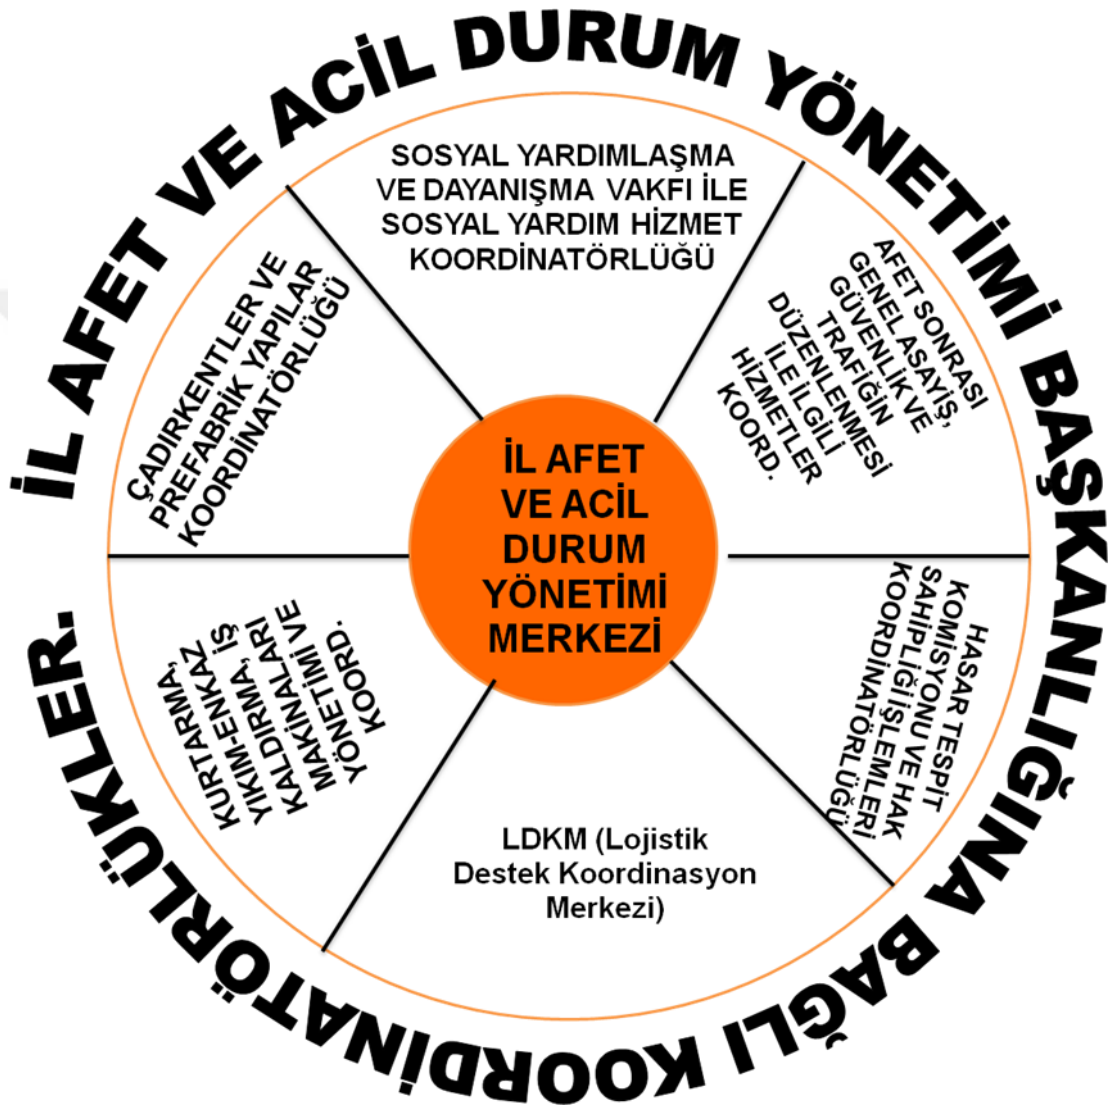 İL AFET VE ACİL DURUM YÖNETİMİ BAŞKANLIĞINA BAĞLI KOORDİNATÖRLÜKLER.
SOSYAL YARDIMLAŞMA
VE DAYANIŞMA VAKFI İLE
SOSYAL YARDIM HİZMET
KOORDİNATÖRLÜĞÜ
AFET SONRASI
GENEL ASAYİŞ,
GÜVENLİK VE
TRAFİĞİN
DÜZENLENMESİ
İLE İLGİLİ
HİZMETLER
KOORD.
HASAR TESPİT
KOMİSYONU VE HAK
SAHİPLİĞİ İŞLEMLERİ
KOORDİNATÖRLÜĞÜ
LDKM (Lojistik
Destek Koordinasyon
Merkezi)
KURTARMA,
YIKIM-ENKAZ
KALDIRMA, İŞ
MAKİNALARI
YÖNETİMİ VE
KOORD.
ÇADIRKENTLER VE
PREFABRİK YAPILAR
KOORDİNATÖRLÜĞÜ
İL AFET
VE ACİL
DURUM
YÖNETİMİ
MERKEZİ